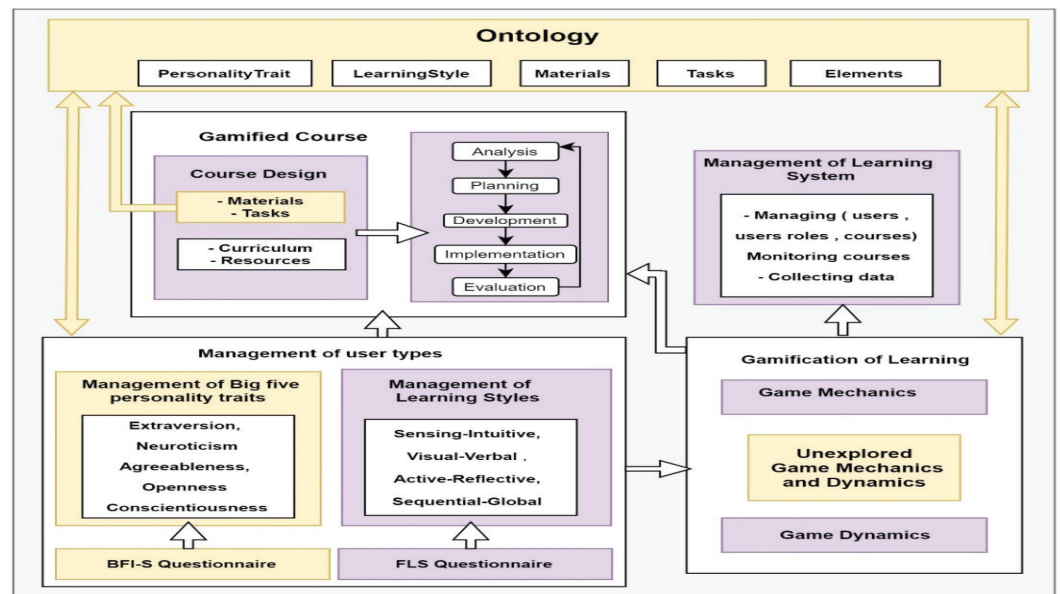 Ontology
PersonalityTrait
LearningStyle
Materials
Tasks
Elements
Gamified Course
Course Design
- Materials
- Tasks
- Curriculum
- Resources
Analysis
Planning
Development
Implementation
Evaluation
Management of Learning
System
- Managing ( users ,
users roles , courses)
Monitoring courses
- Collecting data
Management of user types
Management of Big five
personality traits
Extraversion,
Neuroticism
Agreeableness,
Openness
Conscientiousness
BFI-S Questionnaire
Management of
Learning Styles
Sensing-Intuitive,
Visual-Verbal ,
Active-Reflective,
Sequential-Global
FLS Questionnaire
Gamification of Learning
Game Mechanics
Unexplored
Game Mechanics
and Dynamics
Game Dynamics